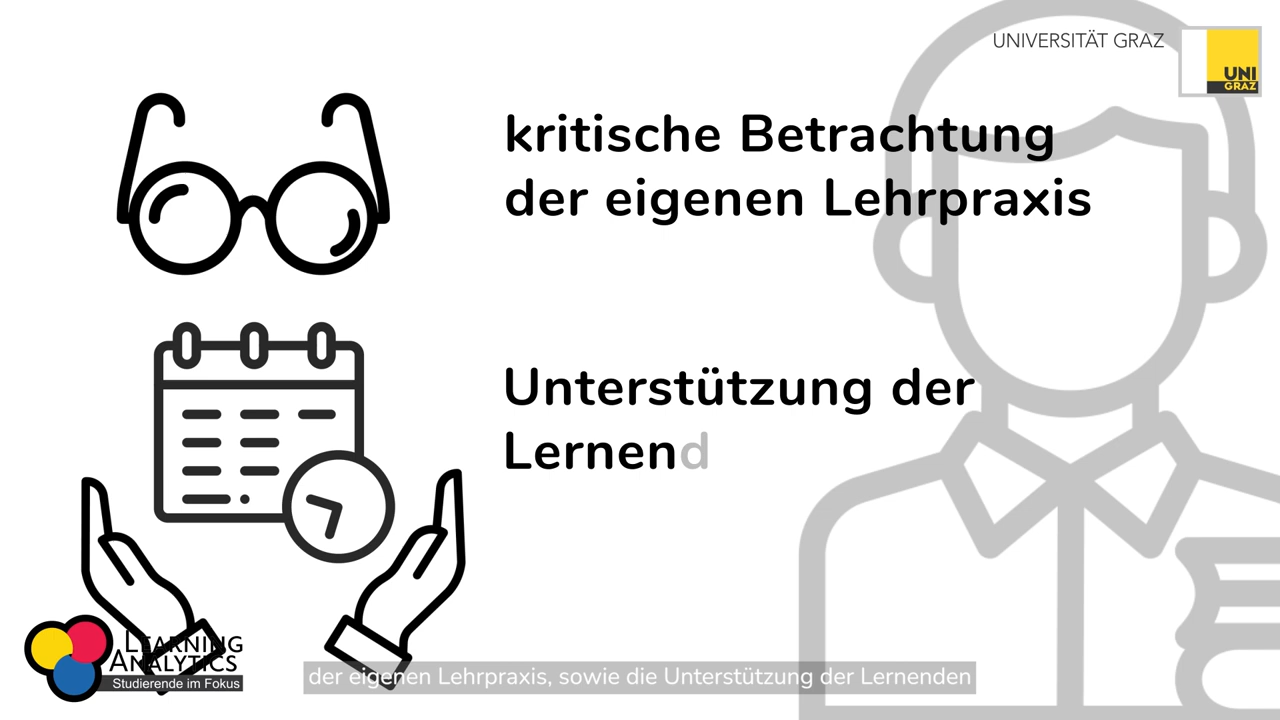 UNIVERSITÄT GRAZ
UNI
GRAZ
kritische Betrachtung
der eigenen Lehrpraxis
Unterstützung der
Lernend
LEARNING
ANALYTICS
Studierende im Fokus
der eigenen Lehrpraxis, sowie die Unterstützung der Lernenden